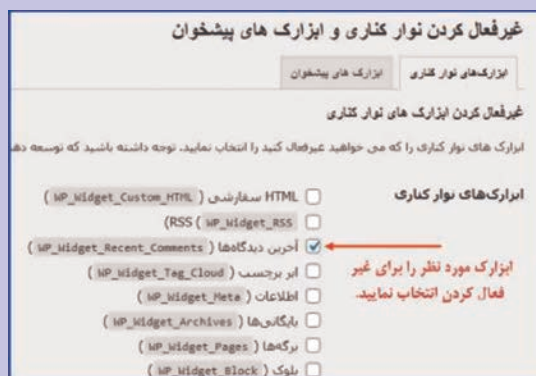 غیرفعال کردن نوار کناری و ابزارک های پیشخوان
ابزارک‌های نوار کناری
ابزارک های پیشخوان
غیرفعال کردن ابزارک های نوار کناری
ابزارک های نوار کناری را که می خواهید غیرفعال کنید را انتخاب نمایید. توجه داشته باشید که توسعه
ابزارک‌های نوار کناری
HTML سفارشی ( WP_Widget_Custom_HTML )
RSS ( WP_Widget_RSS)
آخرین دیدگاه‌ها ( WP_Widget_Recent_Comments )
ابر برچسب ( WP_Widget_Tag_Cloud )
اطلاعات ( WP_Widget_Meta )
بایگانی‌ها ( WP_Widget_Archives )
برگه‌ها ( WP_Widget_Pages )
بلوک ( WP_Widget_Block )
ابزارک مورد نظر را برای غیر
فعال کردن انتخاب نمایید.